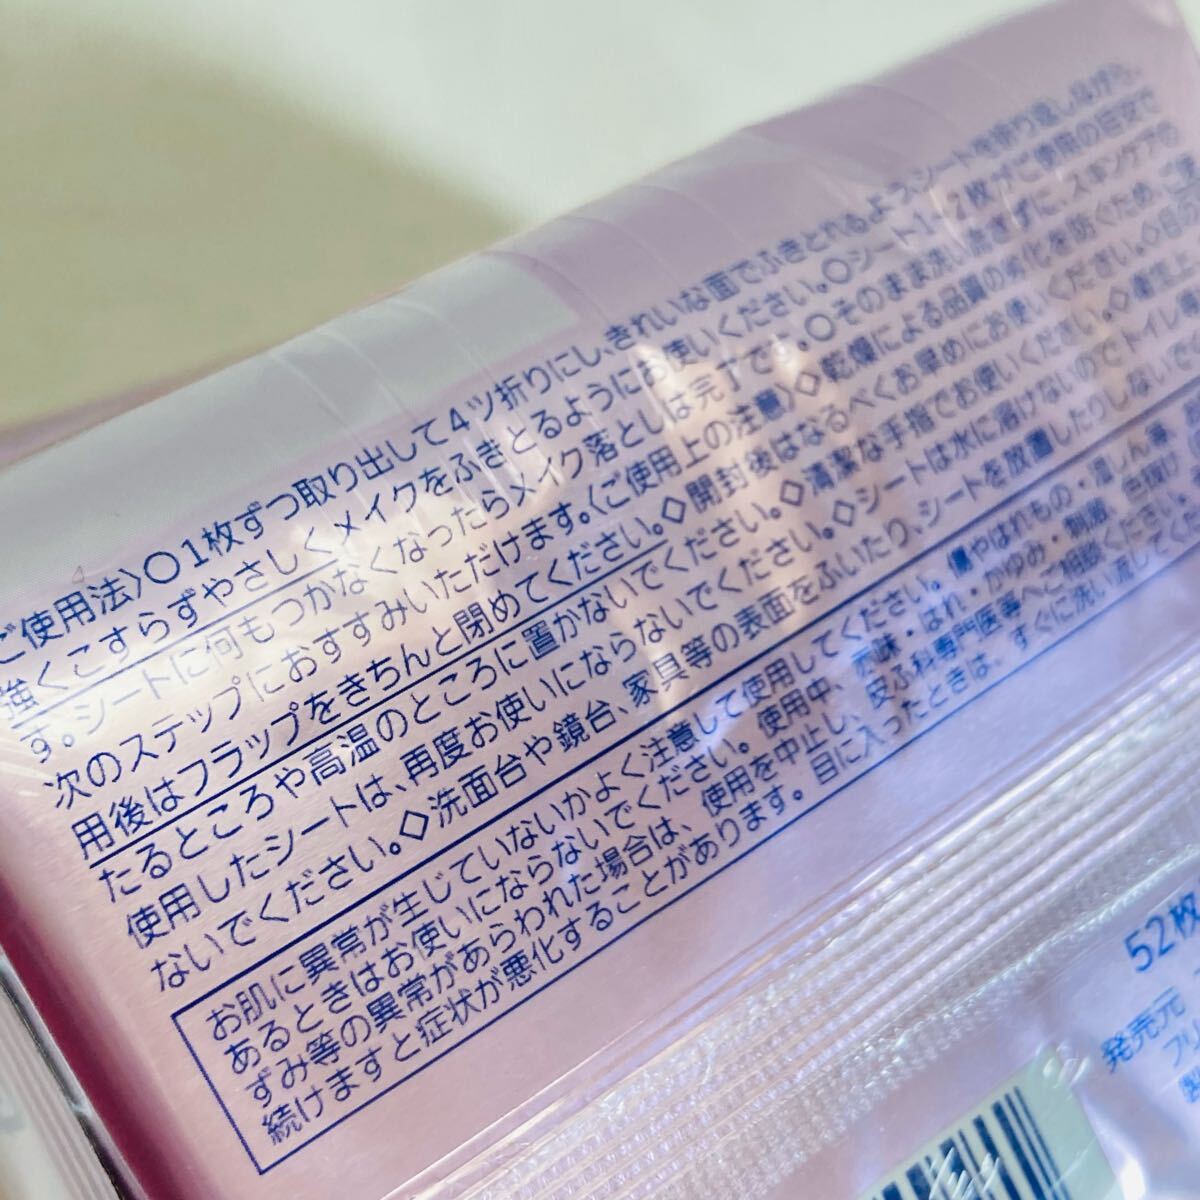 ご使用法〉○1枚ずつ取り出して4ツ折りにし、きれいな面でふきとれるようシートを折り返しながら、
強くこすらずやさしくメイクをふきとるようにお使いください。○シート1~2枚がご使用の目安で
す。シートに何もつかなくなったらメイク落としは完了です。○そのまま洗い流さずに、スキンケアの
次のステップにおすすみいただけます。〈ご使用上の注意〉◇乾燥による品質の劣化を防ぐため、ご使
用後はフラップをきちんと閉めてください。◇開封後はなるべくお早めにお使いください。◇
たるところや高温のところに置かないでください。◇清潔な手指でお使いください。◇衛生上、
使用したシートは、再度お使いにならないでください。◇シートは水に溶けないのでトイレ等
ないでください。◇洗面台や鏡台、家具等の表面をふいたり、シートを放置したりしないで
お肌に異常が生じていないかよく注意して使用してください。傷やはれもの・湿しん等
あるときはお使いにならないでください。使用中、赤味・はれ・かゆみ・刺激、色抜け
ずみ等の異常があらわれた場合は、使用を中止し、皮ふ科専門医等へご相談ください。
続けますと症状が悪化することがあります。目に入ったときは、すぐに洗い流してく
52枚
発売元